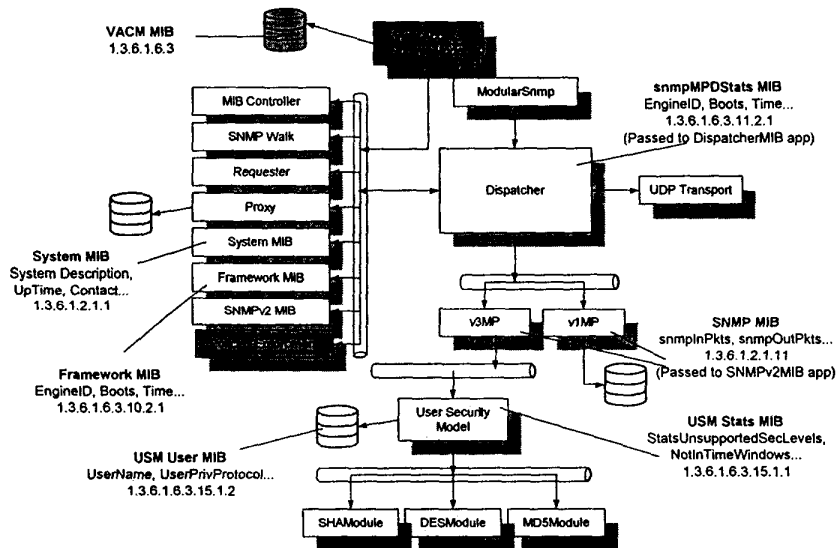 VACM MIB
1.3.6.1.6.3
MIB Controller
SNMP Walk
Requester
Proxy
System MIB
Framework MIB
SNMPv2 MIB
ModularSnmp
snmpMPDStats MIB
EngineID, Boots, Time...
1.3.6.1.6.3.11.2.1
(Passed to DispatcherMIB app)
Dispatcher
UDP Transport
System MIB
System Description,
UpTime, Contact...
1.3.6.1.2.1.1
Framework MIB
EngineID, Boots, Time...
1.3.6.1.6.3.10.2.1
v3MP
v1MP
SNMP MIB
snmpInPkts, snmpOutPkts...
1.3.6.1.2.1.11
(Passed to SNMPv2MIB app)
User Security
Model
USM User MIB
UserName, UserPrivProtocol...
1.3.6.1.6.3.15.1.2
USM Stats MIB
StatsUnsupportedSecLevels,
NotInTimeWindows...
1.3.6.1.6.3.15.1.1
SHAModule
DESModule
MD5Module